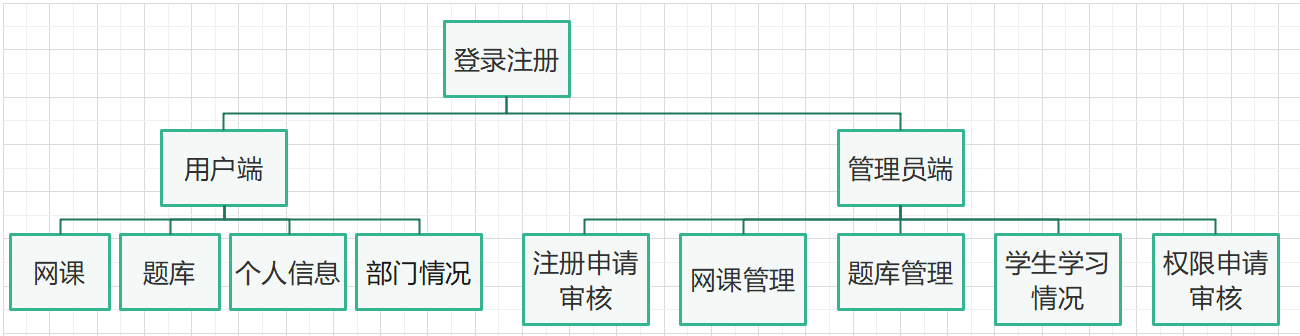 登录注册
用户端
管理员端
网课
题库
个人信息
部门情况
注册申请
审核
网课管理
题库管理
学生学习
情况
权限申请
审核